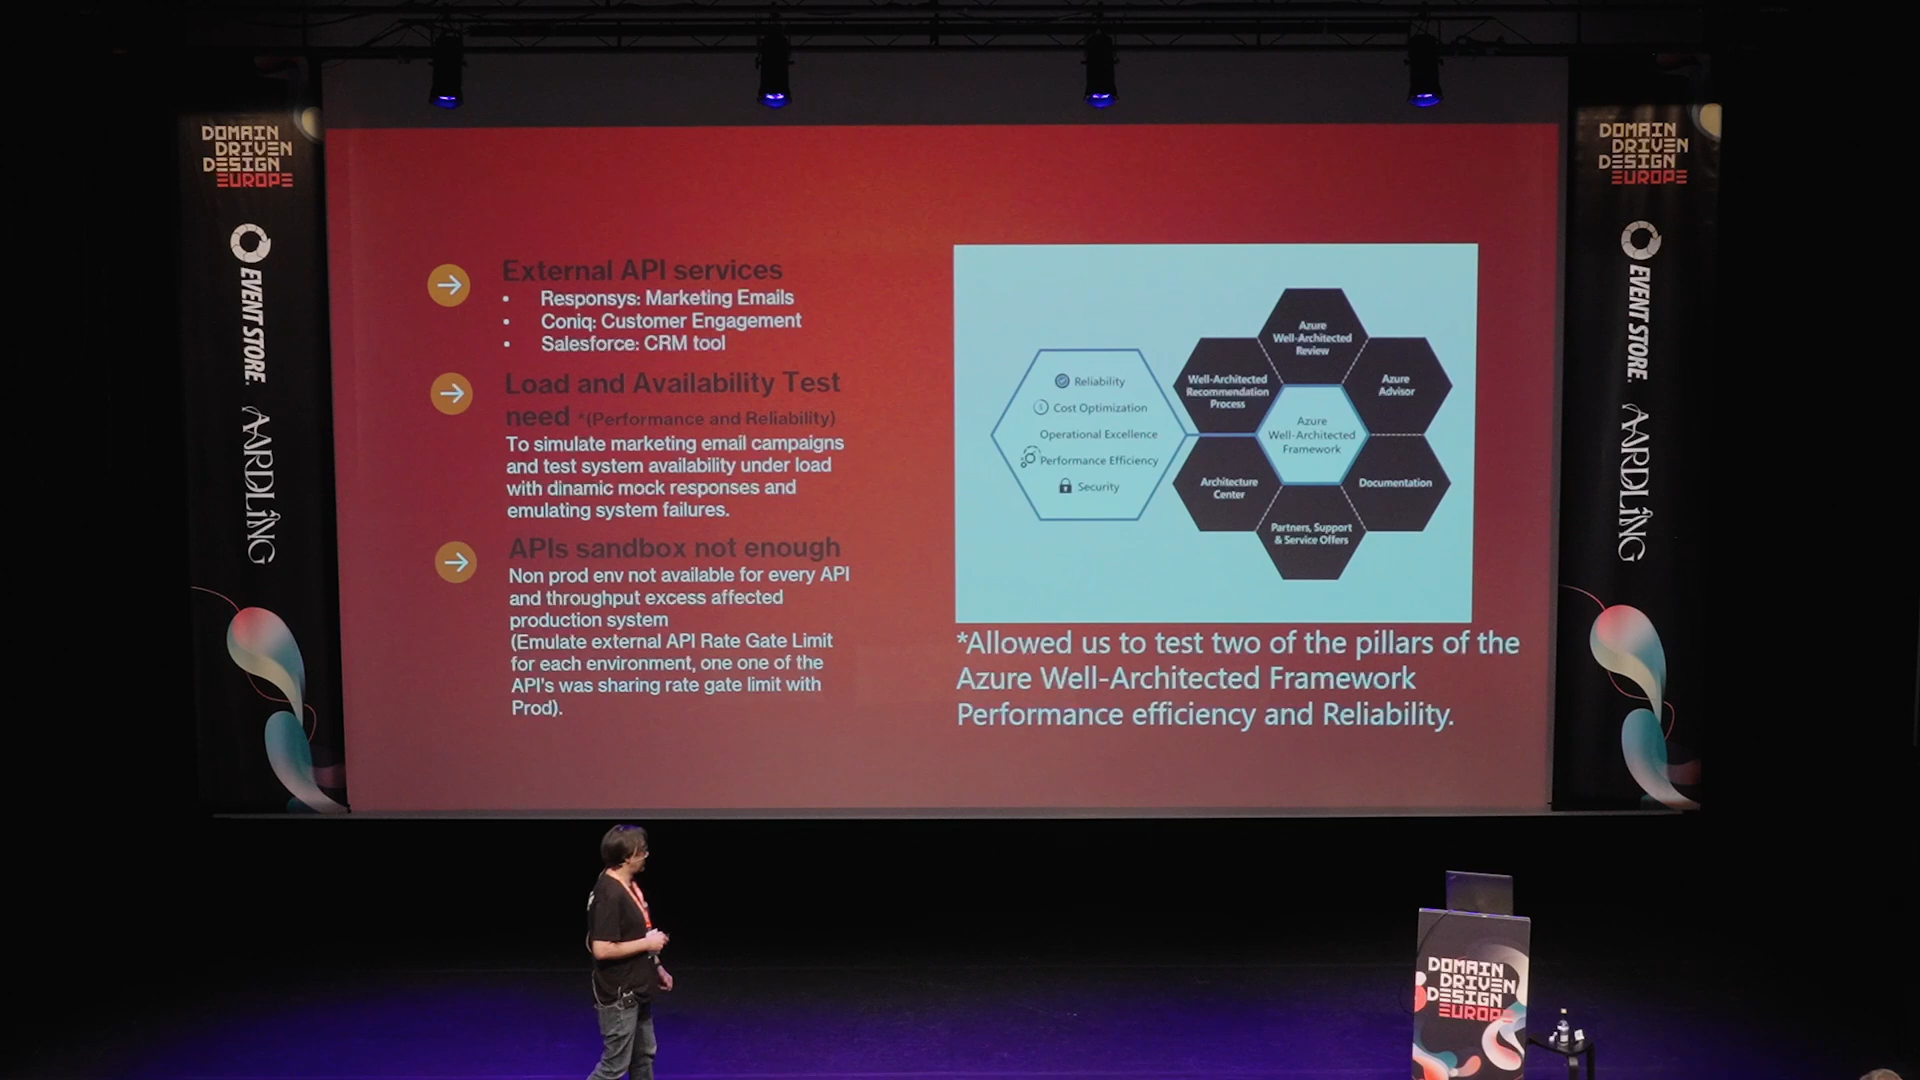 DOMAIN
DRIVEN
DESIGN
EUROPE
EVENT STORE.
AARDLING
External API services
• Responsys: Marketing Emails
• Coniq: Customer Engagement
• Salesforce: CRM tool
Load and Availability Test
need *(Performance and Reliability)
To simulate marketing email campaigns
and test system availability under load
with dinamic mock responses and
emulating system failures.
APIs sandbox not enough
Non prod env not available for every API
and throughput excess affected
production system
(Emulate external API Rate Gate Limit
for each environment, one one of the
API's was sharing rate gate limit with
Prod).
Reliability
Cost Optimization
Operational Excellence
Performance Efficiency
Security
Azure
Well-Architected
Review
Well-Architected
Recommendation
Process
Azure
Advisor
Azure
Well-Architected
Framework
Architecture
Center
Documentation
Partners, Support
& Service Offers
*Allowed us to test two of the pillars of the
Azure Well-Architected Framework
Performance efficiency and Reliability.
DOMAIN
DRIVEN
DESIGN
EUROPE
EVENT STORE.
AARDLING
DOMAIN
DRIVEN
DESIGN
EUROPE